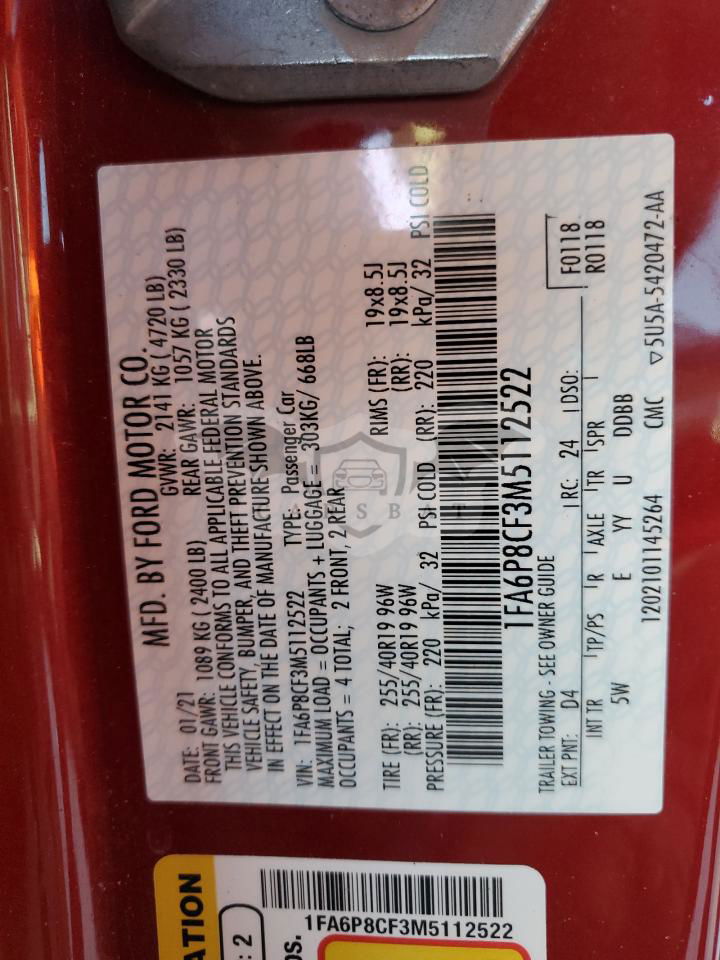 MFD. BY FORD MOTOR CO.
DATE: 01/21 GVWR: 2141 KG ( 4720 LB)
FRONT GAWR: 1089 KG ( 2400 LB) REAR GAWR: 1057 KG ( 2330 LB)
THIS VEHICLE CONFORMS TO ALL APPLICABLE FEDERAL MOTOR
VEHICLE SAFETY, BUMPER, AND THEFT PREVENTION STANDARDS
IN EFFECT ON THE DATE OF MANUFACTURE SHOWN ABOVE.
VIN: 1FA6P8CF3M5112522 TYPE: Passenger Car
MAXIMUM LOAD = OCCUPANTS + LUGGAGE = 303KG/ 668LB
OCCUPANTS = 4 TOTAL; 2 FRONT, 2 REAR
TIRE (FR): 255/40R19 96W RIMS (FR): 19x8.5J
(RR): 255/40R19 96W (RR): 19x8.5J
PRESSURE (FR): 220 kPa/ 32 PSI COLD (RR): 220 kPa/ 32 PSI COLD
1FA6P8CF3M5112522
TRAILER TOWING - SEE OWNER GUIDE
EXT PNT: D4 RC: 24 DSO: F0118
R0118
INT TR TP/PS R AXLE TR SPR
5W E YY U DDBB
1202101145264 CMC ▽5U5A-5420472-AA
ATION
: 2
OS.
1FA6P8CF3M5112522